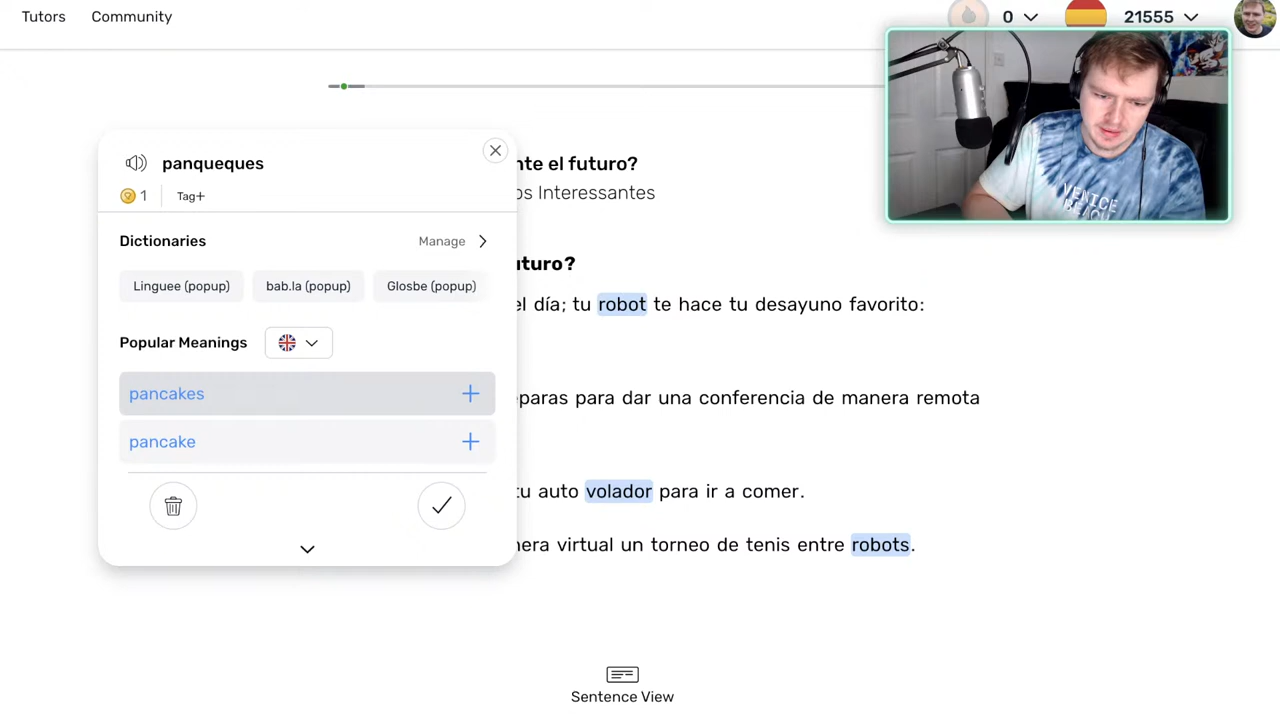 Tutors Community 0 21555
panqueques
1 Tag+
Dictionaries Manage
Linguee (popup) bab.la (popup) Glosbe (popup)
Popular Meanings
pancakes
pancake
nte el futuro?
os Interessantes
uturo?
el día; tu robot te hace tu desayuno favorito:
paras para dar una conferencia de manera remota
tu auto volador para ir a comer.
nera virtual un torneo de tenis entre robots.
VENICE
BEACH
Sentence View